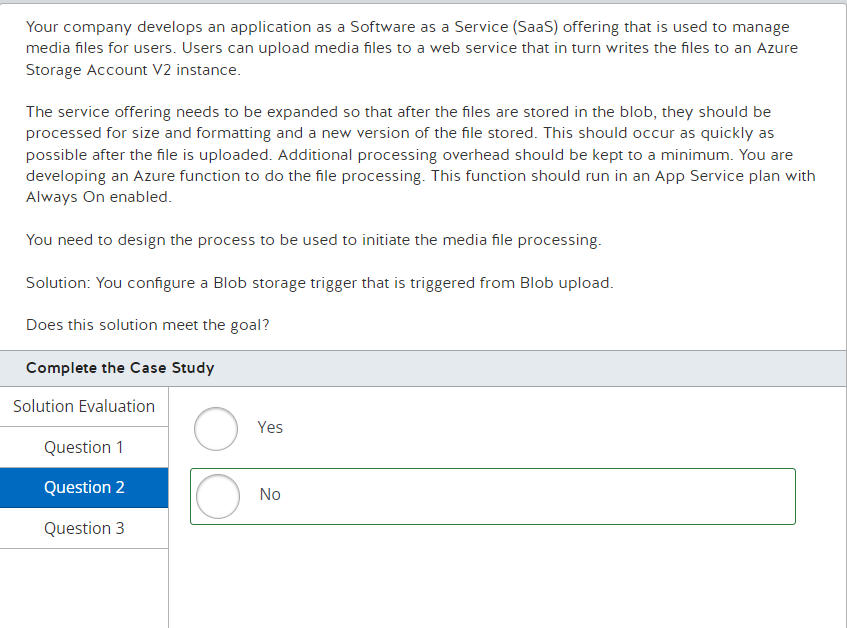 Your company develops an application as a Software as a Service (SaaS) offering that is used to manage
media files for users. Users can upload media files to a web service that in turn writes the files to an Azure
Storage Account V2 instance.
The service offering needs to be expanded so that after the files are stored in the blob, they should be
processed for size and formatting and a new version of the file stored. This should occur as quickly as
possible after the file is uploaded. Additional processing overhead should be kept to a minimum. You are
developing an Azure function to do the file processing. This function should run in an App Service plan with
Always On enabled.
You need to design the process to be used to initiate the media file processing.
Solution: You configure a Blob storage trigger that is triggered from Blob upload.
Does this solution meet the goal?
Complete the Case Study
Solution Evaluation
Question 1
Question 2
Question 3
Yes
No